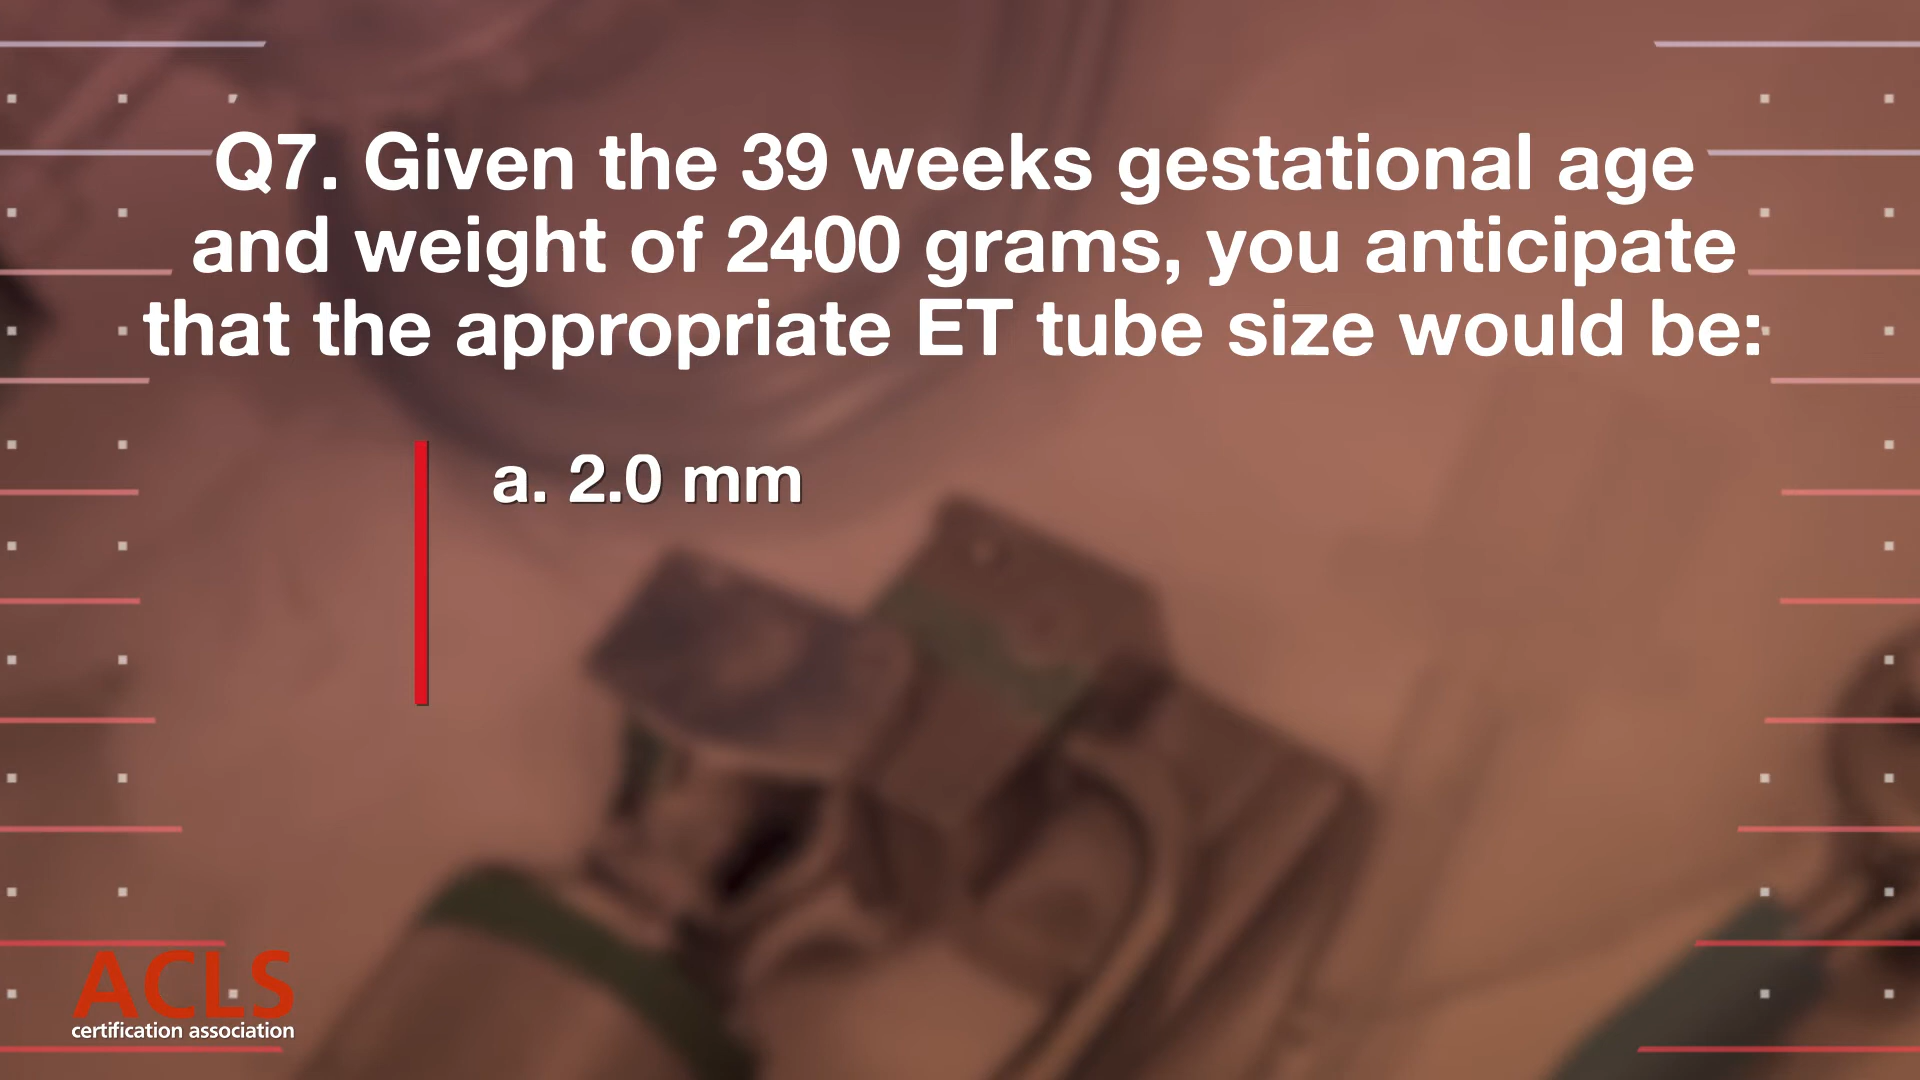 Q7. Given the 39 weeks gestational age
and weight of 2400 grams, you anticipate
that the appropriate ET tube size would be:
a. 2.0 mm
ACLS
certification association